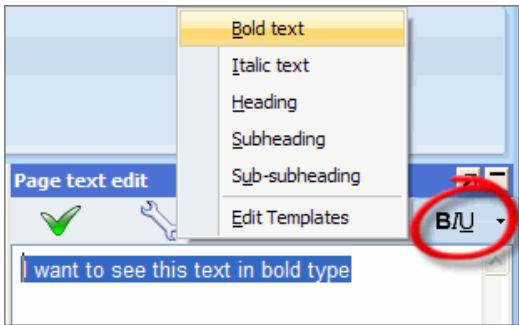 Bold text
Italic text
Heading
Subheading
Sub-subheading
Edit Templates
Page text edit
BIU
I want to see this text in bold type